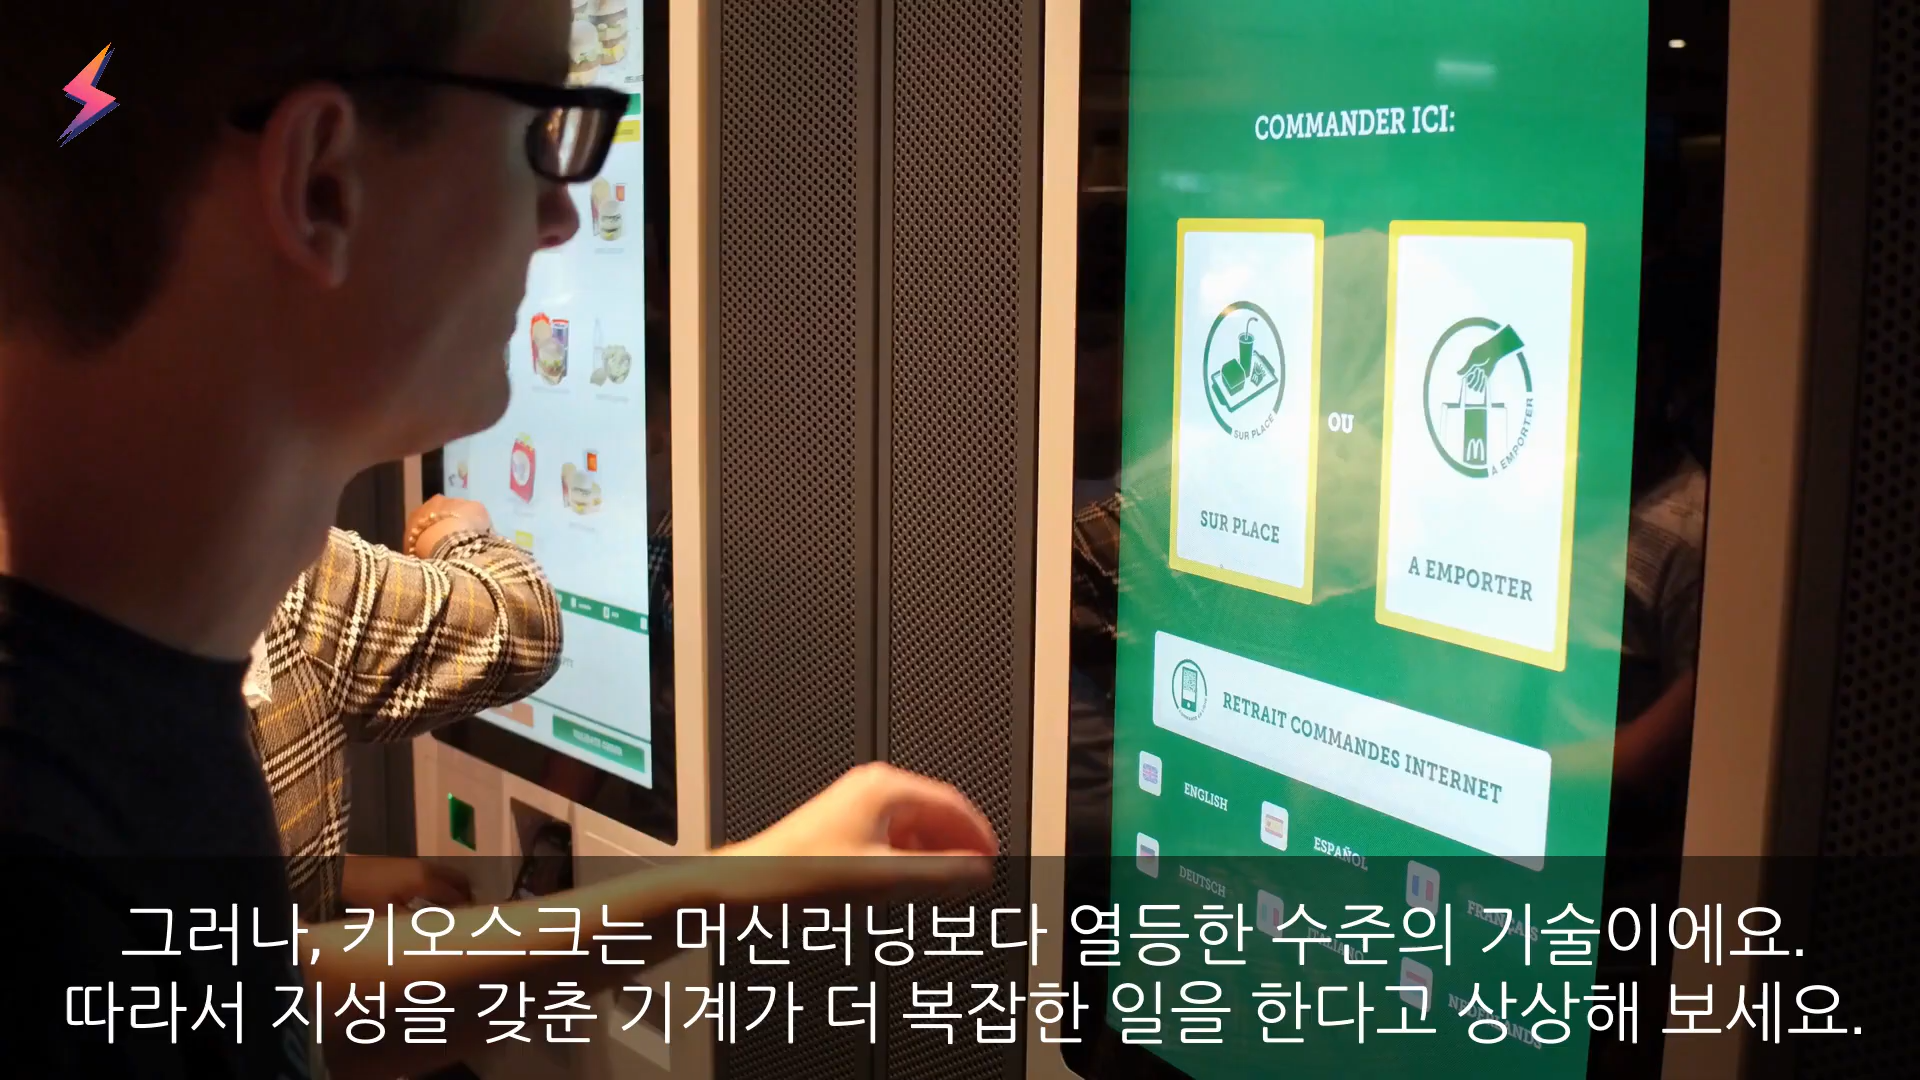 COMMANDER ICI:
SUR PLACE
OU
A EMPORTER
SUR PLACE
A EMPORTER
RETRAIT COMMANDES INTERNET
ENGLISH
ESPAÑOL
DEUTSCH
FRANÇAIS
ITALIANO
NEDERLANDS
그러나, 키오스크는 머신러닝보다 열등한 수준의 기술이에요.
따라서 지성을 갖춘 기계가 더 복잡한 일을 한다고 상상해 보세요.